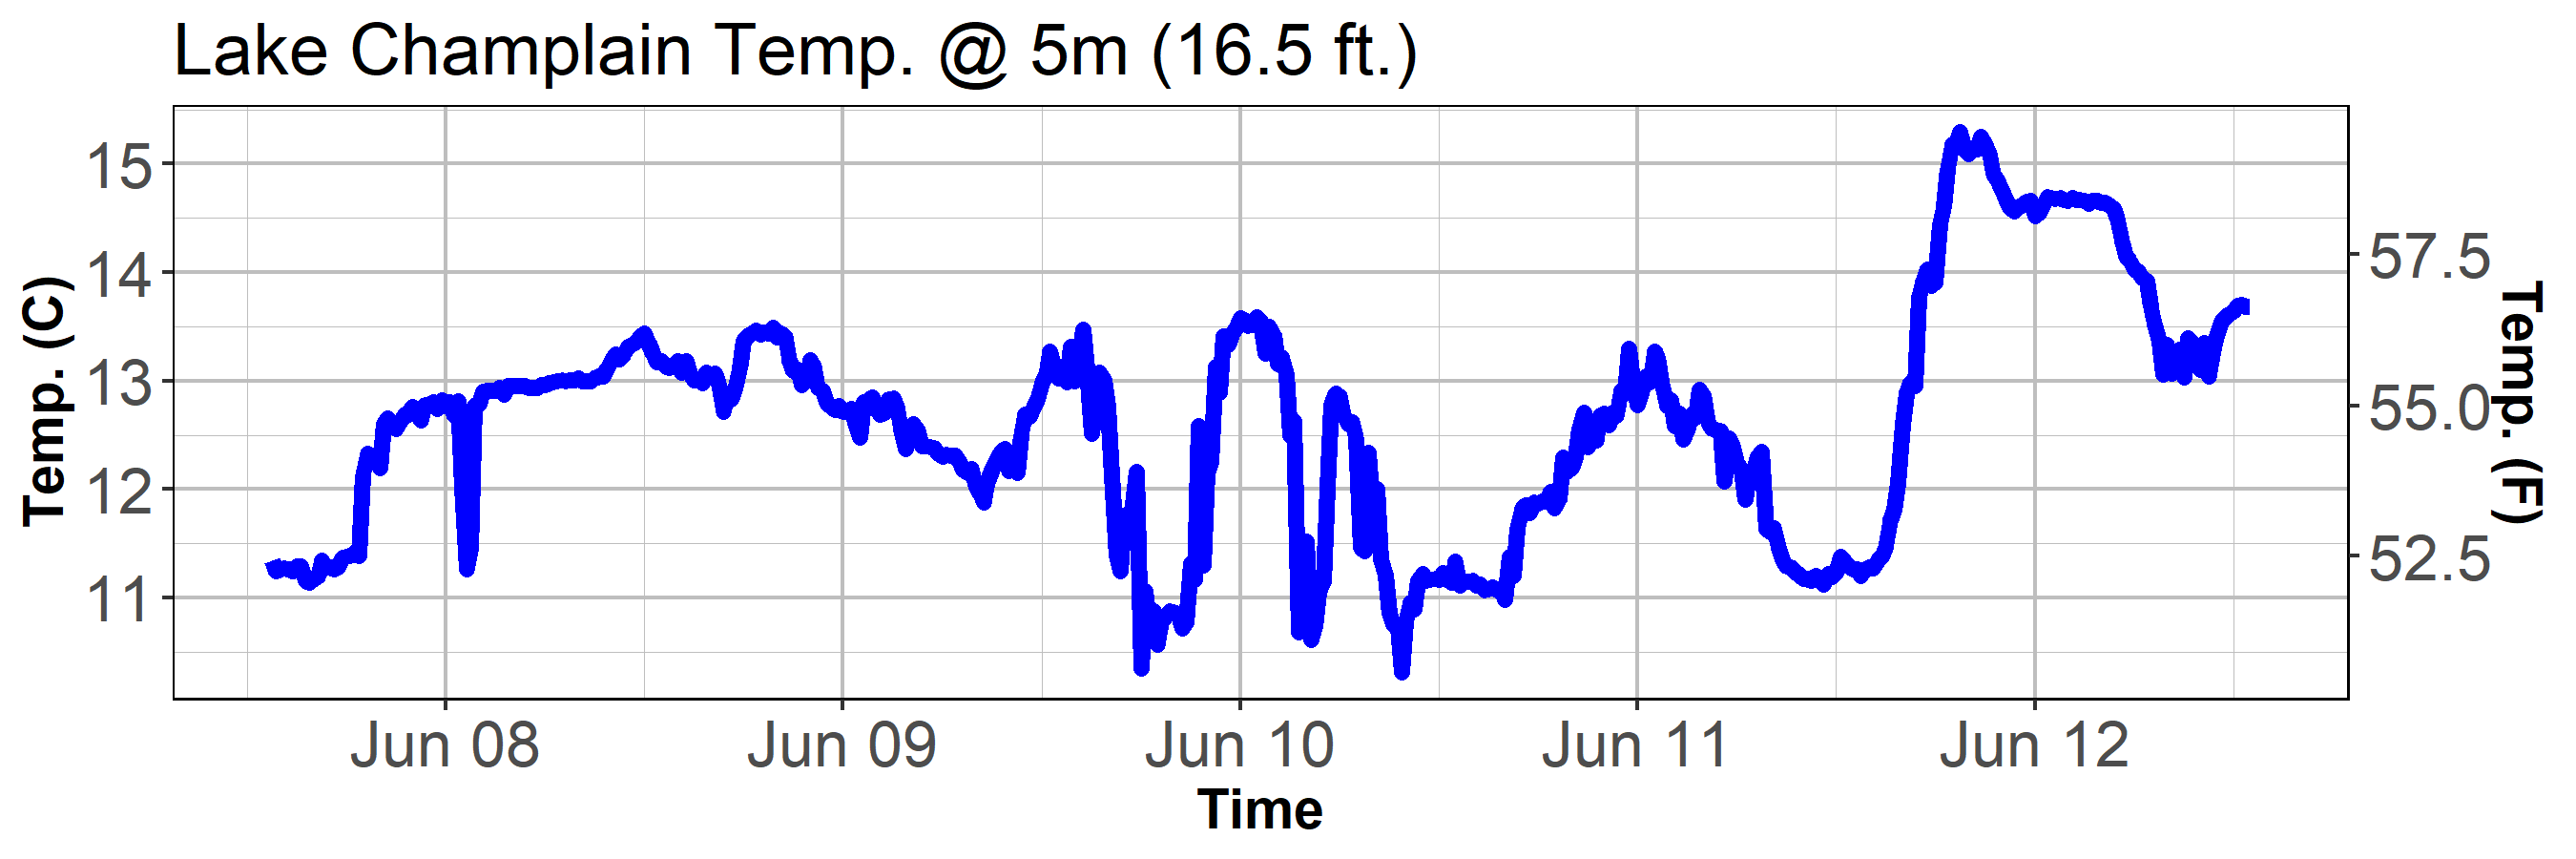 Lake Champlain Temp. @ 5m (16.5 ft.)
Temp. (C)
15
14
13
12
11
57.5
55.0
52.5
Temp. (F)
Jun 08 Jun 09 Jun 10 Jun 11 Jun 12
Time